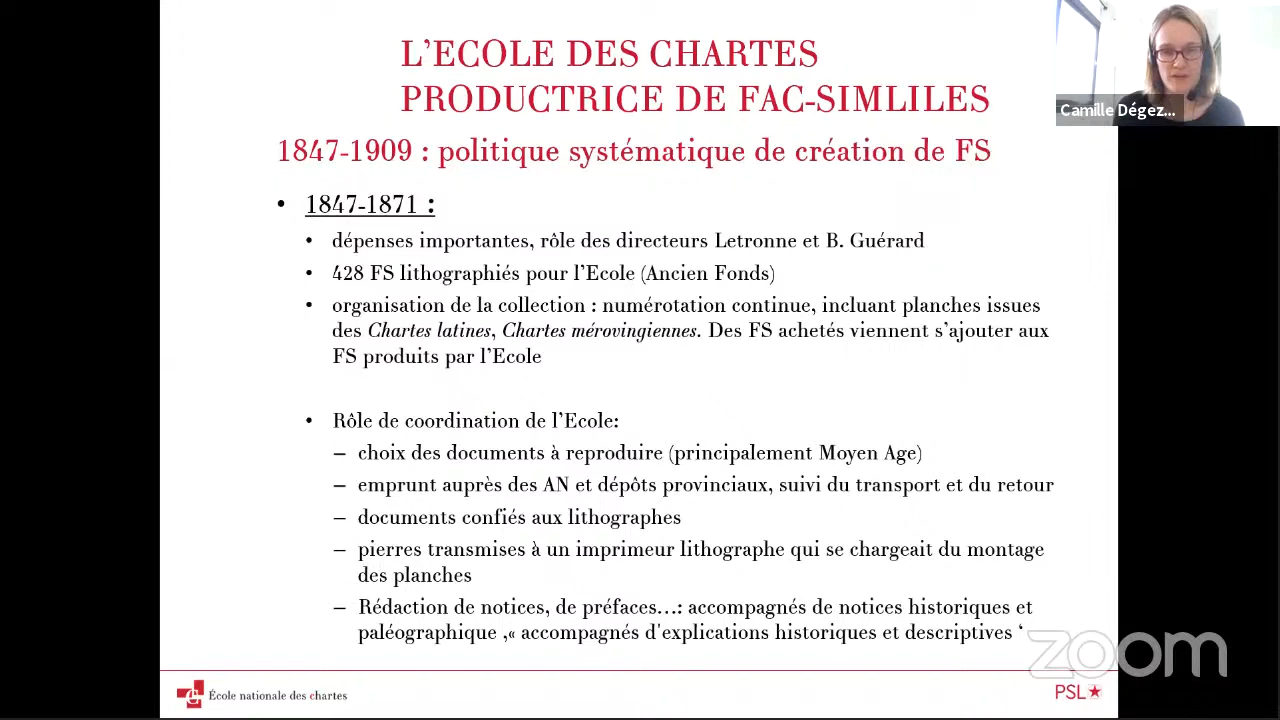 L'ECOLE DES CHARTES
PRODUCTRICE DE FAC-SIMLILES
Camille Dégez...
1847-1909 : politique systématique de création de FS
• 1847-1871 :
• dépenses importantes, rôle des directeurs Letronne et B. Guérard
• 428 FS lithographiés pour l'Ecole (Ancien Fonds)
• organisation de la collection : numérotation continue, incluant planches issues
des Chartes latines, Chartes mérovingiennes. Des FS achetés viennent s'ajouter aux
FS produits par l'Ecole
• Rôle de coordination de l'Ecole:
– choix des documents à reproduire (principalement Moyen Age)
– emprunt auprès des AN et dépôts provinciaux, suivi du transport et du retour
– documents confiés aux lithographes
– pierres transmises à un imprimeur lithographe qui se chargeait du montage
des planches
– Rédaction de notices, de préfaces…: accompagnés de notices historiques et
paléographique ,« accompagnés d'explications historiques et descriptives ‘
zoom
École nationale des chartes
PSL★